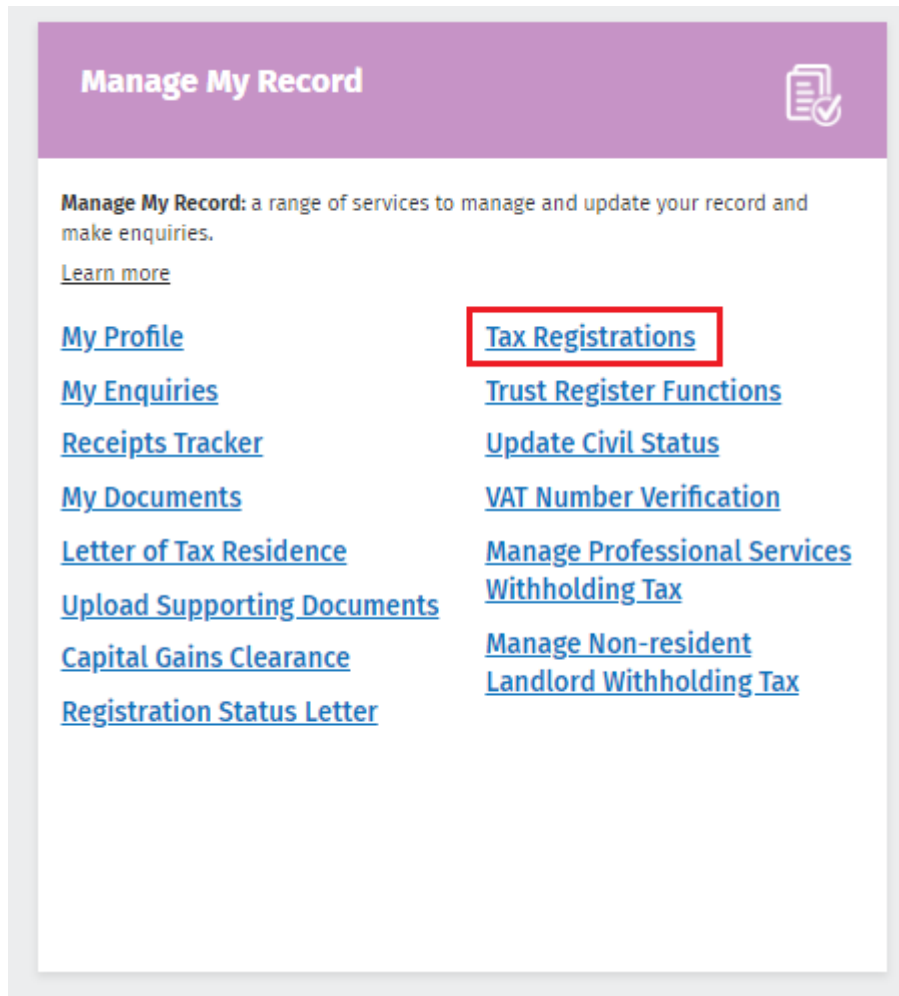 Manage My Record
Manage My Record: a range of services to manage and update your record and
make enquiries.
Learn more
My Profile
My Enquiries
Receipts Tracker
My Documents
Letter of Tax Residence
Upload Supporting Documents
Capital Gains Clearance
Registration Status Letter
Tax Registrations
Trust Register Functions
Update Civil Status
VAT Number Verification
Manage Professional Services
Withholding Tax
Manage Non-resident
Landlord Withholding Tax